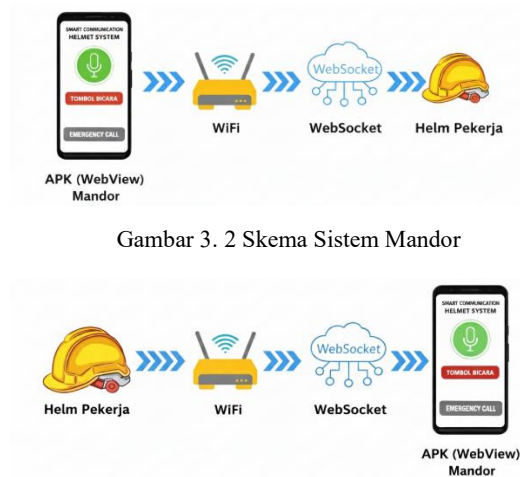 SMART COMMUNICATION
HELMET SYSTEM
TOMBOL BICARA
EMERGENCY CALL
APK (WebView)
Mandor
WiFi
WebSocket
WebSocket
Helm Pekerja
Gambar 3. 2 Skema Sistem Mandor
Helm Pekerja
WiFi
WebSocket
WebSocket
SMART COMMUNICATION
HELMET SYSTEM
TOMBOL BICARA
EMERGENCY CALL
APK (WebView)
Mandor